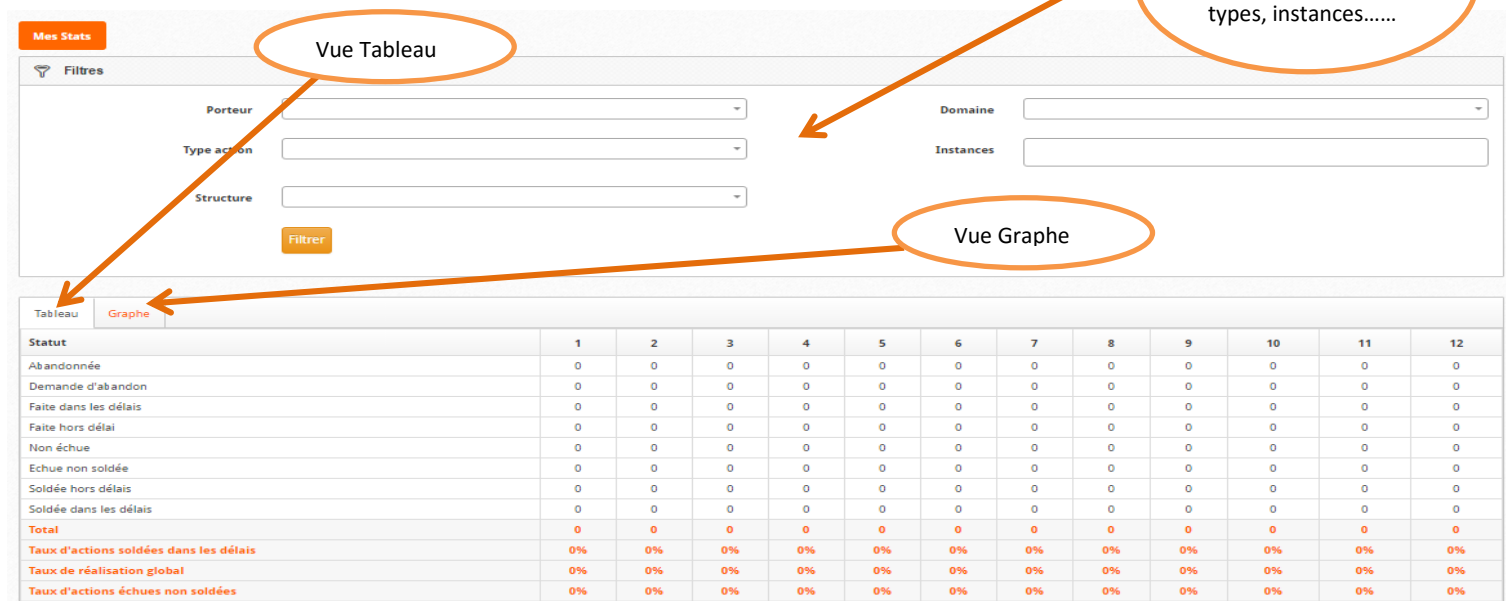 types, instances......
Mes Stats
Vue Tableau
Filtres
Porteur
Domaine
Type action
Instances
Structure
Filtrer
Vue Graphe
Tableau Graphe
Statut 1 2 3 4 5 6 7 8 9 10 11 12
Abandonnée 0 0 0 0 0 0 0 0 0 0 0 0
Demande d'abandon 0 0 0 0 0 0 0 0 0 0 0 0
Faite dans les délais 0 0 0 0 0 0 0 0 0 0 0 0
Faite hors délai 0 0 0 0 0 0 0 0 0 0 0 0
Non échue 0 0 0 0 0 0 0 0 0 0 0 0
Echue non soldée 0 0 0 0 0 0 0 0 0 0 0 0
Soldée hors délais 0 0 0 0 0 0 0 0 0 0 0 0
Soldée dans les délais 0 0 0 0 0 0 0 0 0 0 0 0
Total 0 0 0 0 0 0 0 0 0 0 0 0
Taux d'actions soldées dans les délais 0% 0% 0% 0% 0% 0% 0% 0% 0% 0% 0% 0%
Taux de réalisation global 0% 0% 0% 0% 0% 0% 0% 0% 0% 0% 0% 0%
Taux d'actions échues non soldées 0% 0% 0% 0% 0% 0% 0% 0% 0% 0% 0% 0%